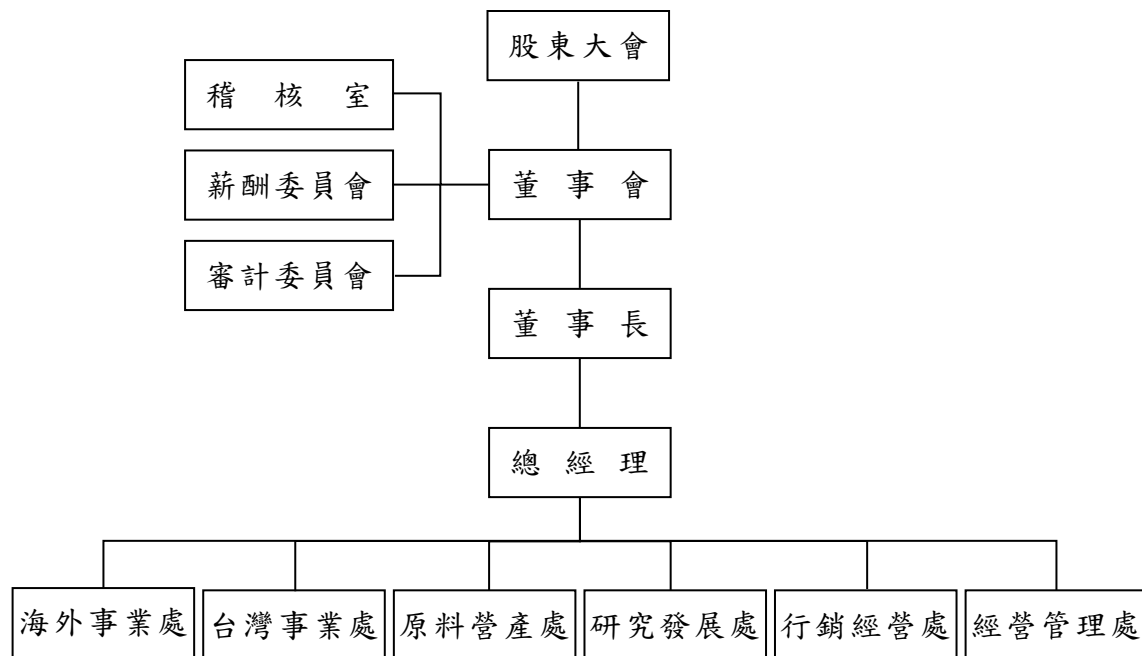 股東大會
稽核室
薪酬委員會
董事會
審計委員會
董事長
總經理
海外事業處
台灣事業處
原料營產處
研究發展處
行銷經營處
經營管理處